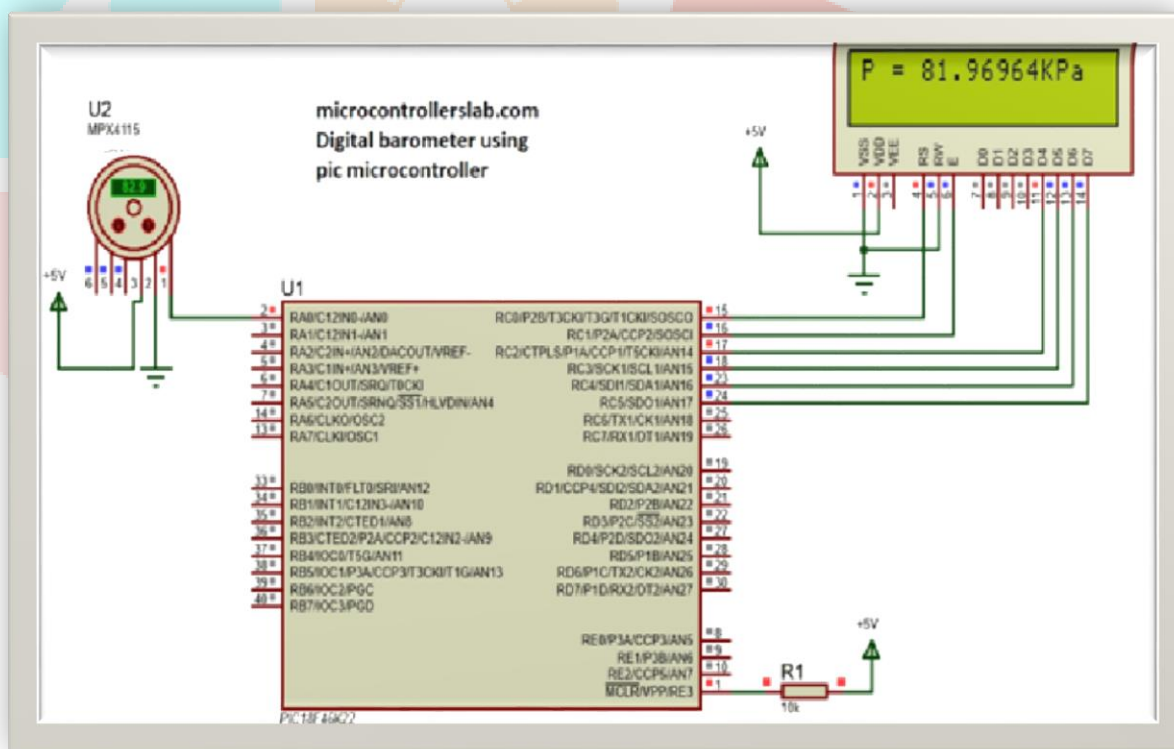 U2
MPX4115
82.9
6 5 4 3 2 1
+5V
microcontrollerslab.com
Digital barometer using
pic microcontroller
P = 81.96964KPa
+5V
VSS
VDD
VEE
RS
RW
E
D0
D1
D2
D3
D4
D5
D6
D7
1 2 3 4 5 6 7 8 9 10 11 12 13 14
U1
2 RA0/C12IN0-/AN0
3 RA1/C12IN1-/AN1
4 RA2/C2IN+/AN2/DACOUT/VREF-
5 RA3/C1IN+/AN3/VREF+
6 RA4/C1OUT/SRQ/T0CKI
7 RA5/C2OUT/SRNQ/SS1/HLVDIN/AN4
14 RA6/CLKO/OSC2
13 RA7/CLKI/OSC1
33 RB0/INT0/FLT0/SRI/AN12
34 RB1/INT1/C12IN3-/AN10
35 RB2/INT2/CTED1/AN8
36 RB3/CTED2/P2A/CCP2/C12IN2-/AN9
37 RB4/IOC0/T5G/AN11
38 RB5/IOC1/P3A/CCP3/T3CKI/T1G/AN13
39 RB6/IOC2/PGC
40 RB7/IOC3/PGD
RC0/P2B/T3CKI/T3G/T1CKI/SOSCO 15
RC1/P2A/CCP2/SOSCI 16
RC2/CTPLS/P1A/CCP1/T5CKI/AN14 17
RC3/SCK1/SCL1/AN15 18
RC4/SDI1/SDA1/AN16 23
RC5/SDO1/AN17 24
RC6/TX1/CK1/AN18 25
RC7/RX1/DT1/AN19 26
RD0/SCK2/SCL2/AN20 19
RD1/CCP4/SDI2/SDA2/AN21 20
RD2/P2B/AN22 21
RD3/P2C/SS2/AN23 22
RD4/P2D/SDO2/AN24 27
RD5/P1B/AN25 28
RD6/P1C/TX2/CK2/AN26 29
RD7/P1D/RX2/DT2/AN27 30
RE0/P3A/CCP3/AN5 8
RE1/P3B/AN6 9
RE2/CCP5/AN7 10
MCLR/VPP/RE3 1
PIC18F46K22
R1
10k
+5V